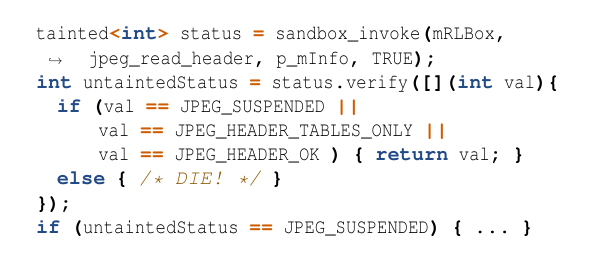 tainted<int> status = sandbox_invoke(mRLBox,
↪ jpeg_read_header, p_mInfo, TRUE);
int untaintedStatus = status.verify([](int val){
if (val == JPEG_SUSPENDED ||
val == JPEG_HEADER_TABLES_ONLY ||
val == JPEG_HEADER_OK ) { return val; }
else { /* DIE! */ }
});
if (untaintedStatus == JPEG_SUSPENDED) { ... }